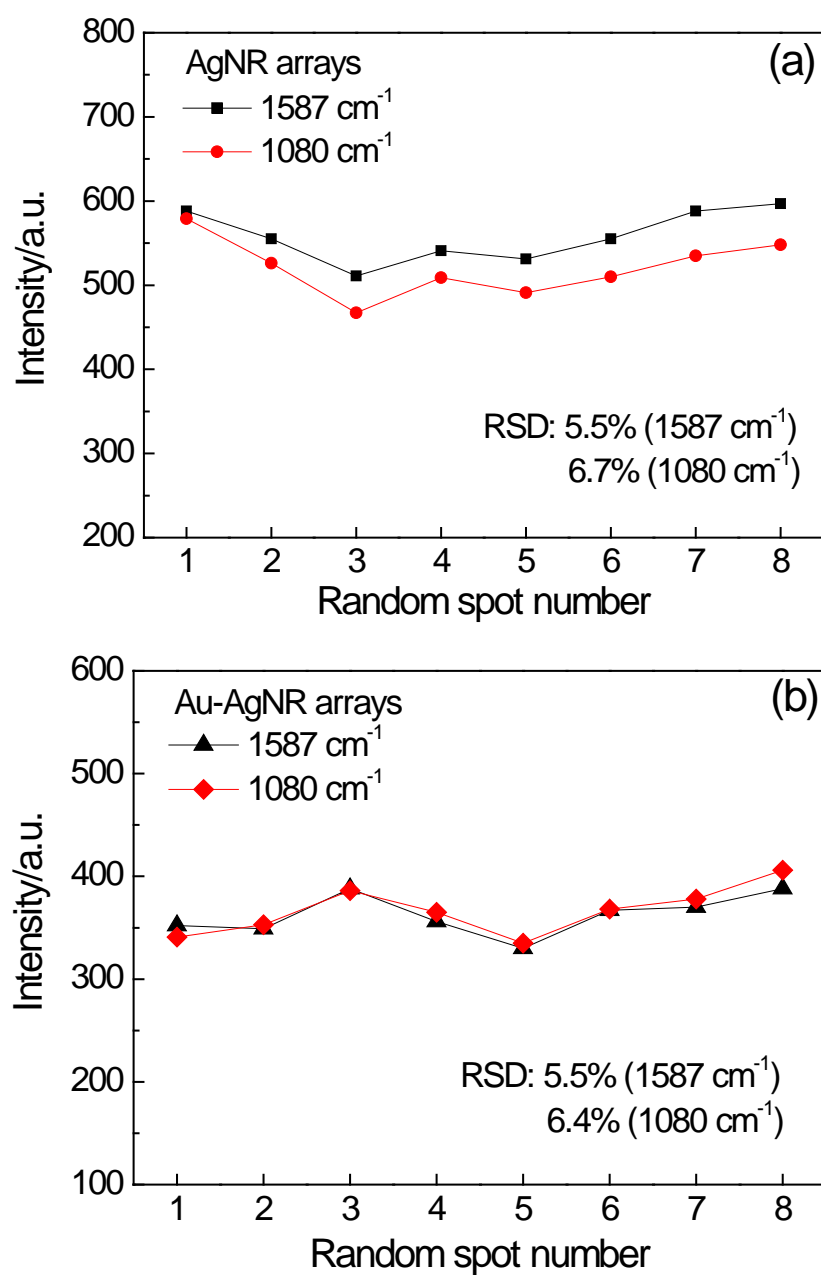 800
700
600
500
400
300
200
Intensity/a.u.
AgNR arrays
1587 cm⁻¹
1080 cm⁻¹
(a)
RSD: 5.5% (1587 cm⁻¹)
6.7% (1080 cm⁻¹)
1 2 3 4 5 6 7 8
Random spot number
600
500
400
300
200
100
Intensity/a.u.
Au-AgNR arrays
1587 cm⁻¹
1080 cm⁻¹
(b)
RSD: 5.5% (1587 cm⁻¹)
6.4% (1080 cm⁻¹)
1 2 3 4 5 6 7 8
Random spot number